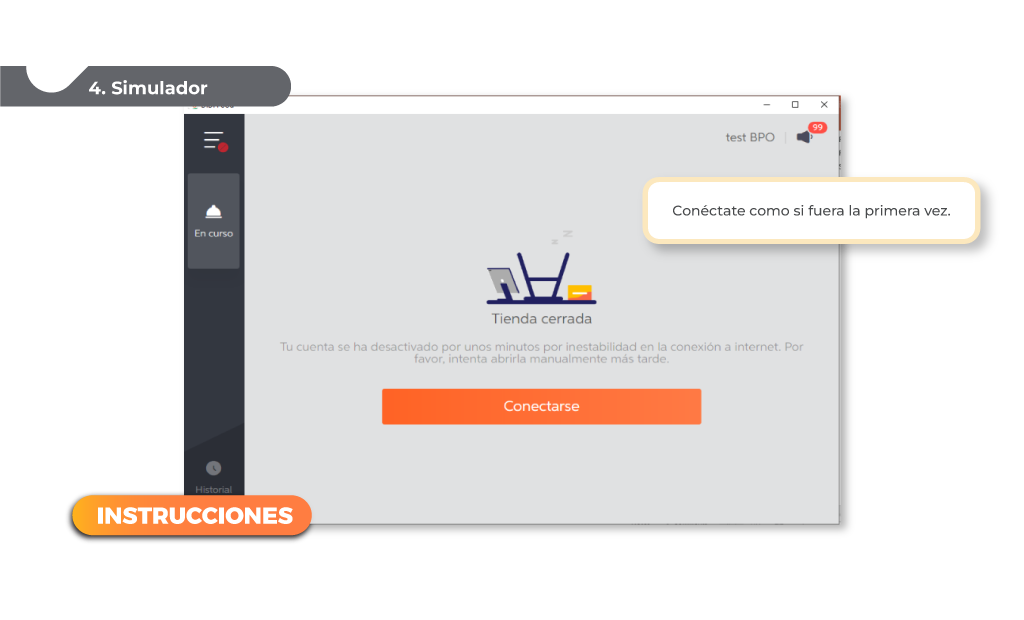 4. Simulador
test BPO
99
En curso
Conéctate como si fuera la primera vez.
z z
Tienda cerrada
Tu cuenta se ha desactivado por unos minutos por inestabilidad en la conexión a internet. Por
favor, intenta abrirla manualmente más tarde.
Conectarse
Historial
INSTRUCCIONES